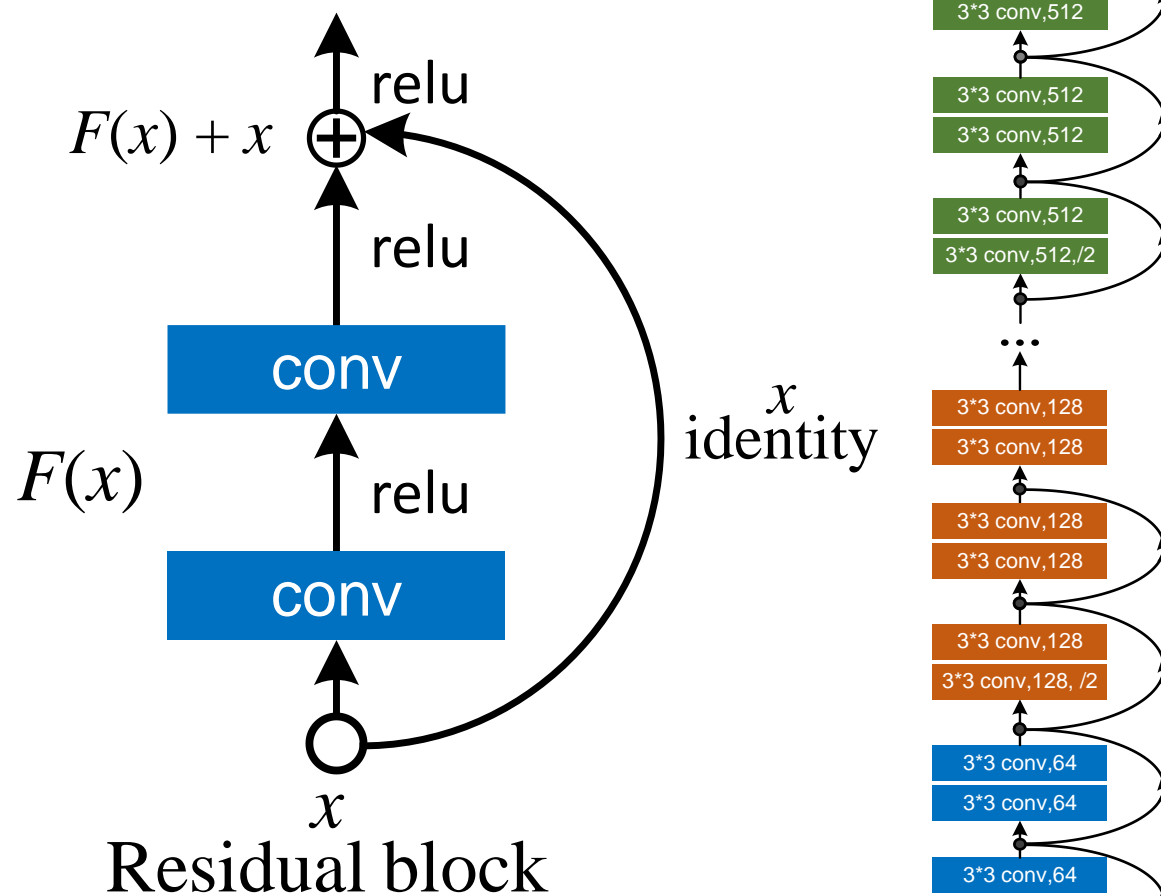 relu
F(x) + x
relu
conv
x
identity
F(x)
relu
conv
x
Residual block
3*3 conv,512
3*3 conv,512
3*3 conv,512
3*3 conv,512
3*3 conv,512,/2
...
3*3 conv,128
3*3 conv,128
3*3 conv,128
3*3 conv,128
3*3 conv,128
3*3 conv,128, /2
3*3 conv,64
3*3 conv,64
3*3 conv,64